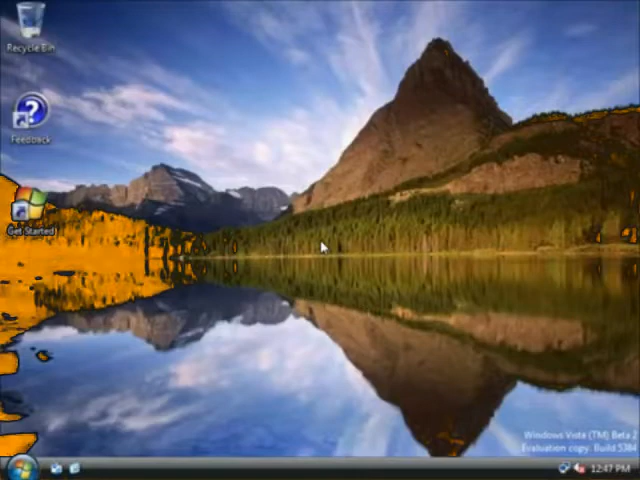 Recycle Bin
Feedback
Get Started
Windows Vista (TM) Beta 2
Evaluation copy. Build 5384
12:47 PM